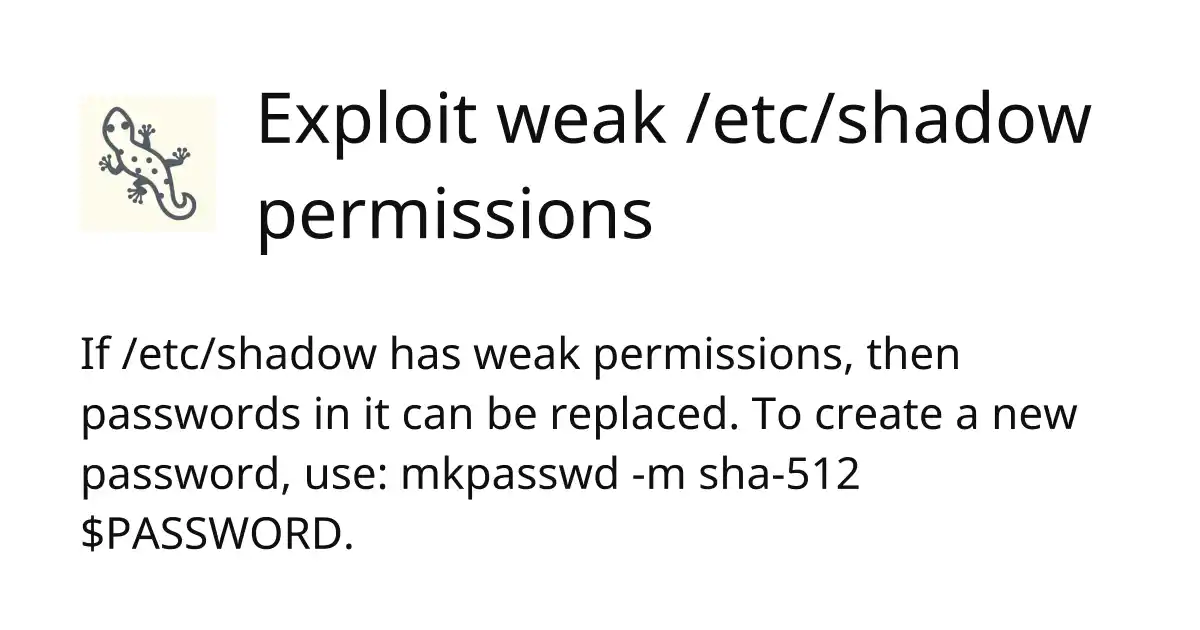 Exploit weak /etc/shadow
permissions
If /etc/shadow has weak permissions, then
passwords in it can be replaced. To create a new
password, use: mkpasswd -m sha-512
$PASSWORD.